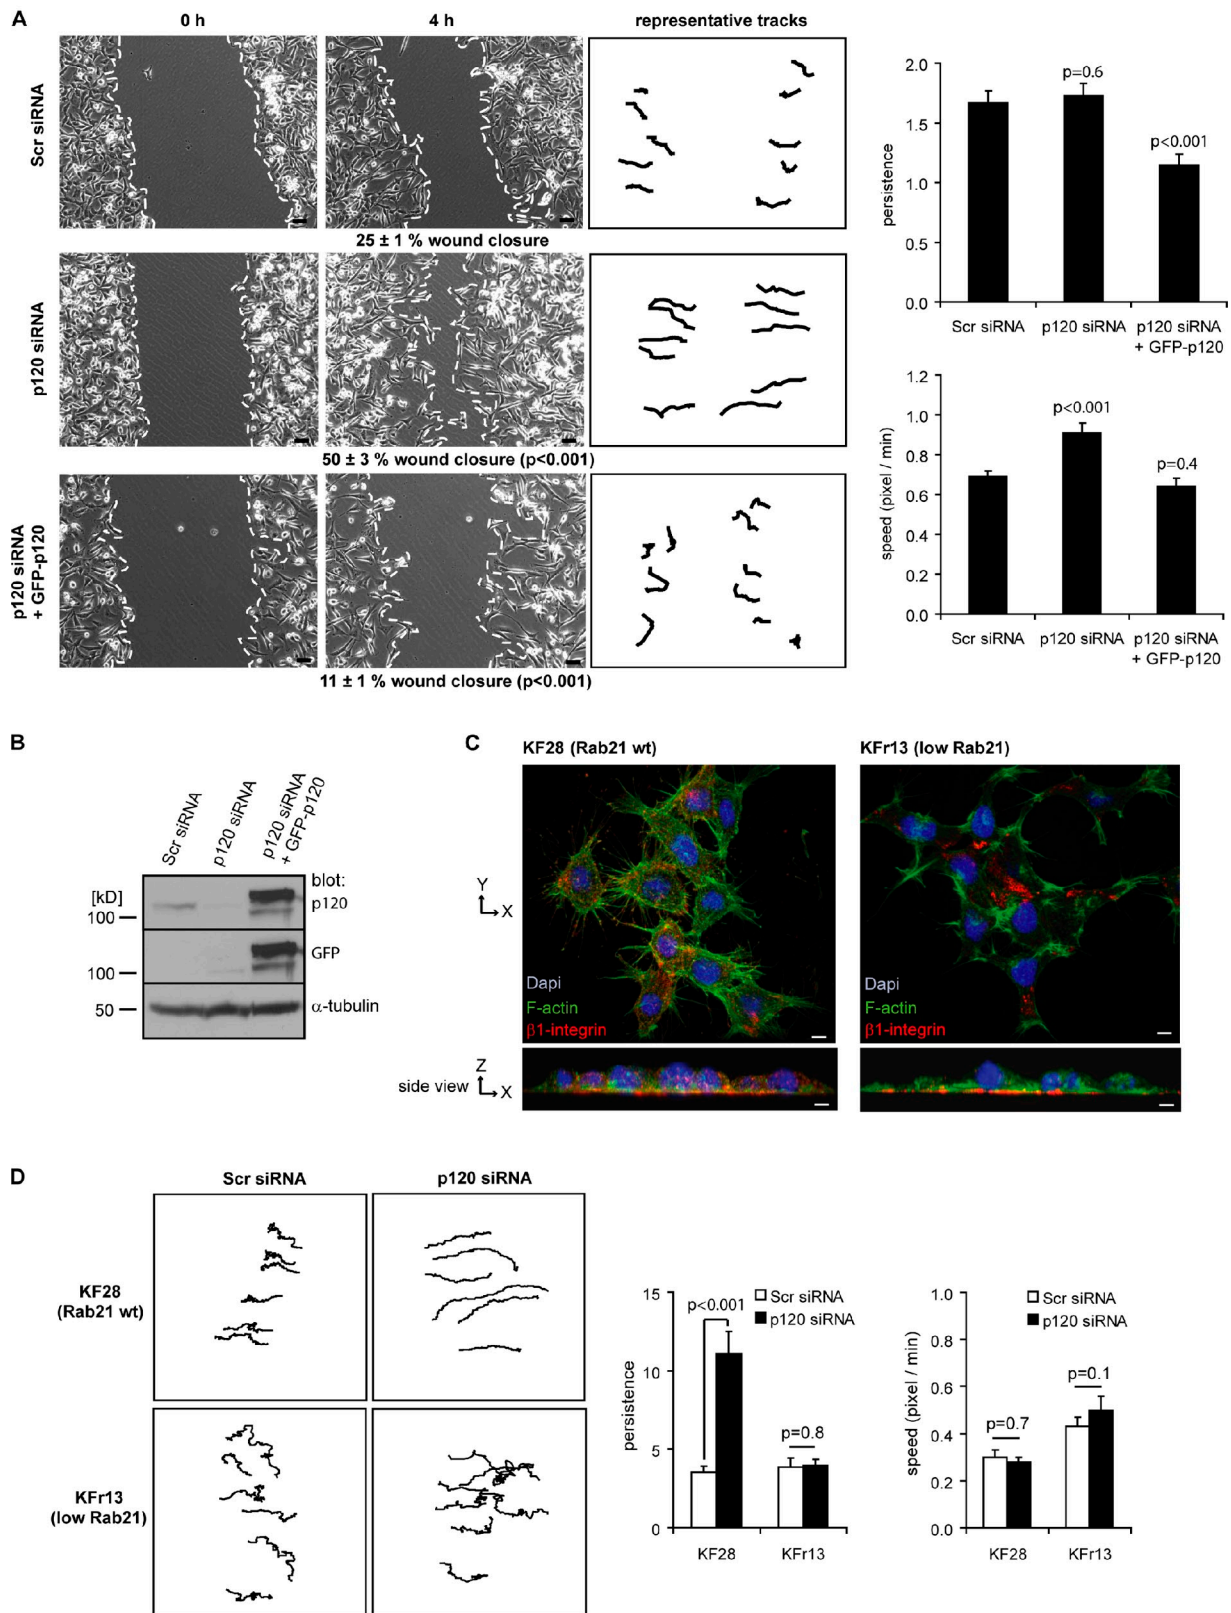 A
0 h
4 h
representative tracks
Scr siRNA
25 ± 1 % wound closure
p120 siRNA
50 ± 3 % wound closure (p<0.001)
p120 siRNA
+ GFP-p120
11 ± 1 % wound closure (p<0.001)
persistence
2.0
1.5
1.0
0.5
0.0
p=0.6
p<0.001
Scr siRNA
p120 siRNA
p120 siRNA
+ GFP-p120
speed (pixel / min)
1.2
1.0
0.8
0.6
0.4
0.2
0.0
p<0.001
p=0.4
Scr siRNA
p120 siRNA
p120 siRNA
+ GFP-p120
B
Scr siRNA
p120 siRNA
p120 siRNA
+ GFP-p120
[kD]
blot:
100
p120
GFP
100
50
α-tubulin
C
KF28 (Rab21 wt)
KFr13 (low Rab21)
Y
X
Dapi
F-actin
β1-integrin
Dapi
F-actin
β1-integrin
side view
Z
X
D
Scr siRNA
p120 siRNA
KF28
(Rab21 wt)
KFr13
(low Rab21)
persistence
15
10
5
0
p<0.001
Scr siRNA
p120 siRNA
p=0.8
KF28
KFr13
speed (pixel / min)
1.0
0.8
0.6
0.4
0.2
0.0
Scr siRNA
p120 siRNA
p=0.7
p=0.1
KF28
KFr13